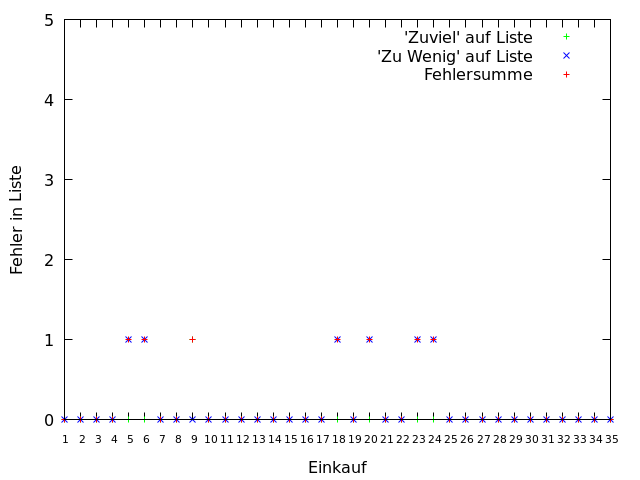 5
'Zuviel' auf Liste
'Zu Wenig' auf Liste
Fehlersumme
4
3
Fehler in Liste
2
1
0
1 2 3 4 5 6 7 8 9 10 11 12 13 14 15 16 17 18 19 20 21 22 23 24 25 26 27 28 29 30 31 32 33 34 35
Einkauf